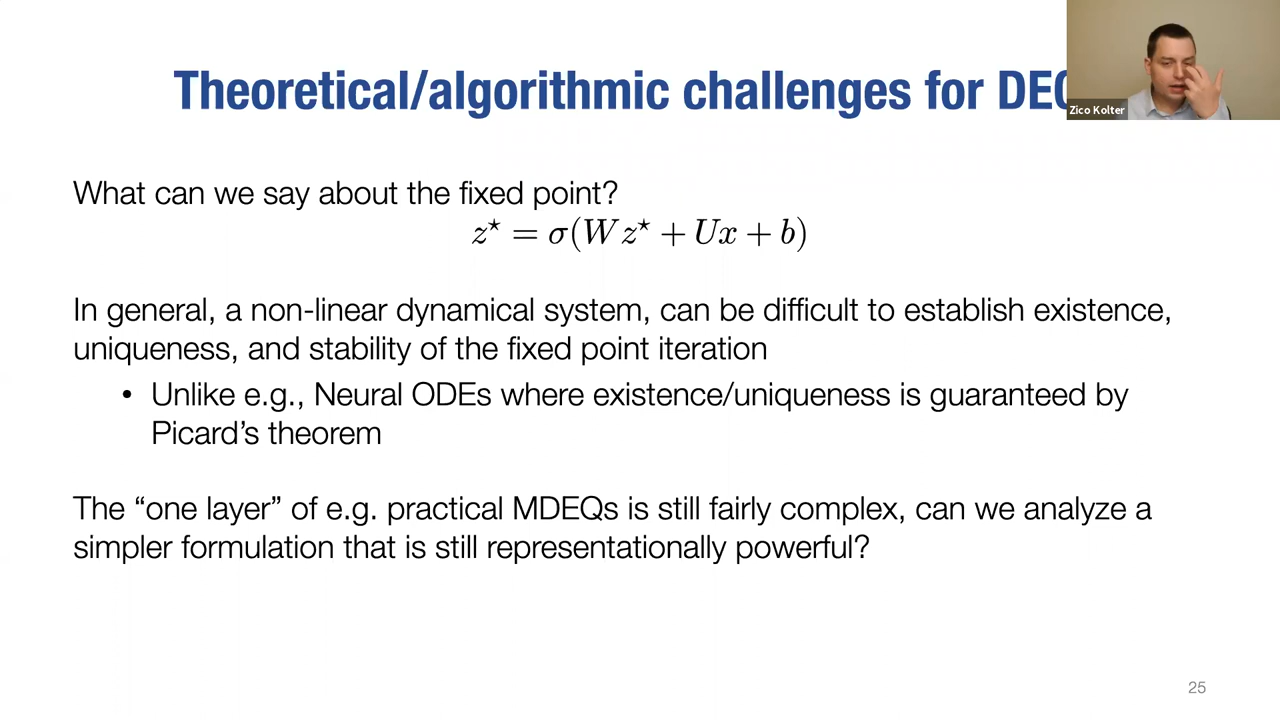 Theoretical/algorithmic challenges for
Zico Kolter
What can we say about the fixed point?
z⋆ = σ(Wz⋆ + Ux + b)
In general, a non-linear dynamical system, can be difficult to establish existence,
uniqueness, and stability of the fixed point iteration
• Unlike e.g., Neural ODEs where existence/uniqueness is guaranteed by
Picard’s theorem
The “one layer” of e.g. practical MDEQs is still fairly complex, can we analyze a
simpler formulation that is still representationally powerful?
25